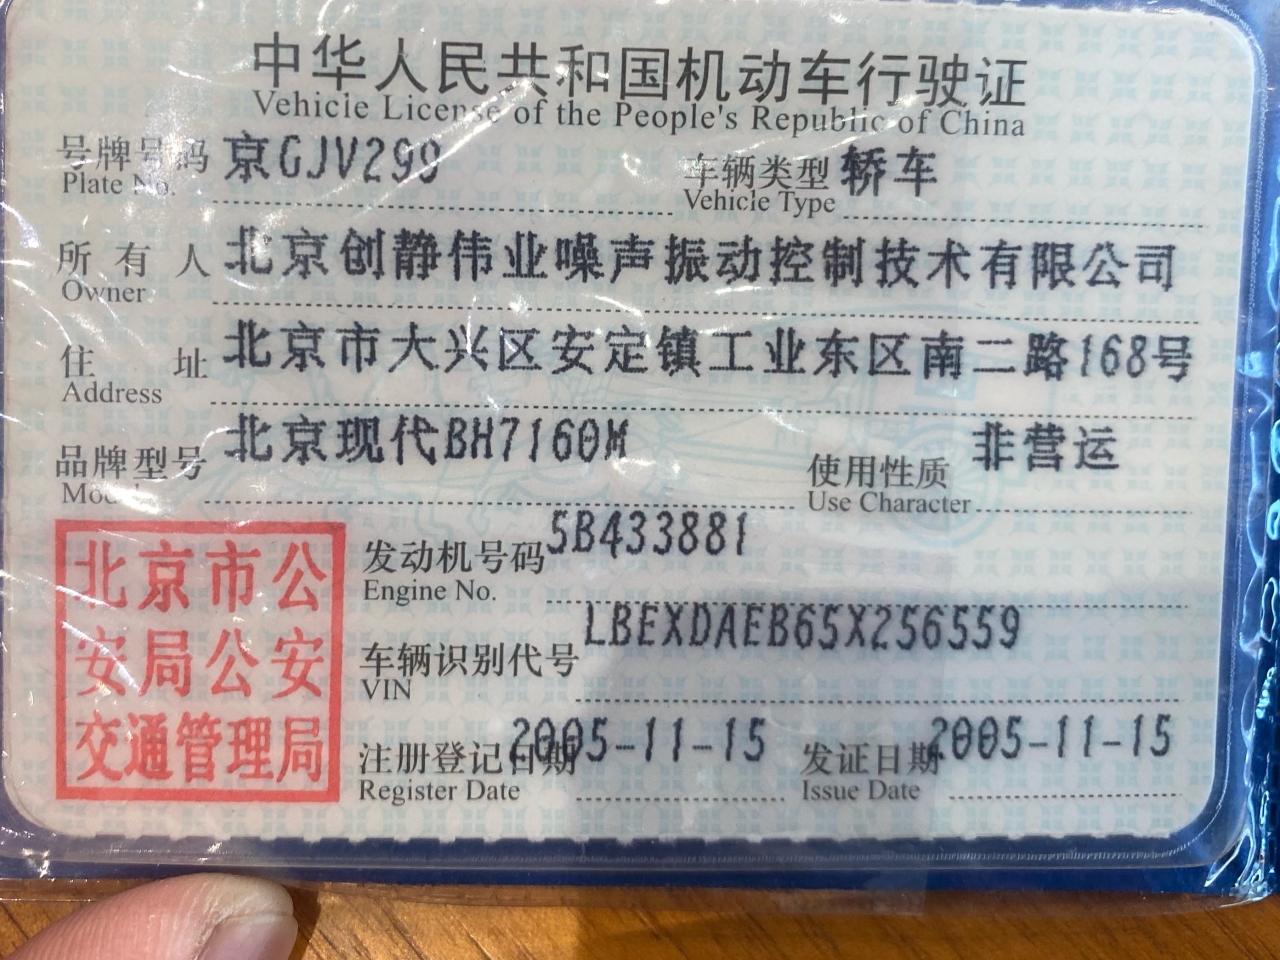 中华人民共和国机动车行驶证
Vehicle License of the People's Republic of China
号牌号码 京GJV299 车辆类型 轿车
Plate No. Vehicle Type
所有人 北京创静伟业噪声振动控制技术有限公司
Owner
住址 北京市大兴区安定镇工业东区南二路168号
Address
品牌型号 北京现代BH7160M 使用性质 非营运
Use Character
发动机号码 5B433881
Engine No.
车辆识别代号 LBEXDAEB65X256559
VIN
注册登记日期 2005-11-15 发证日期 2005-11-15
Register Date Issue Date
北京市公
安局公安
交通管理局